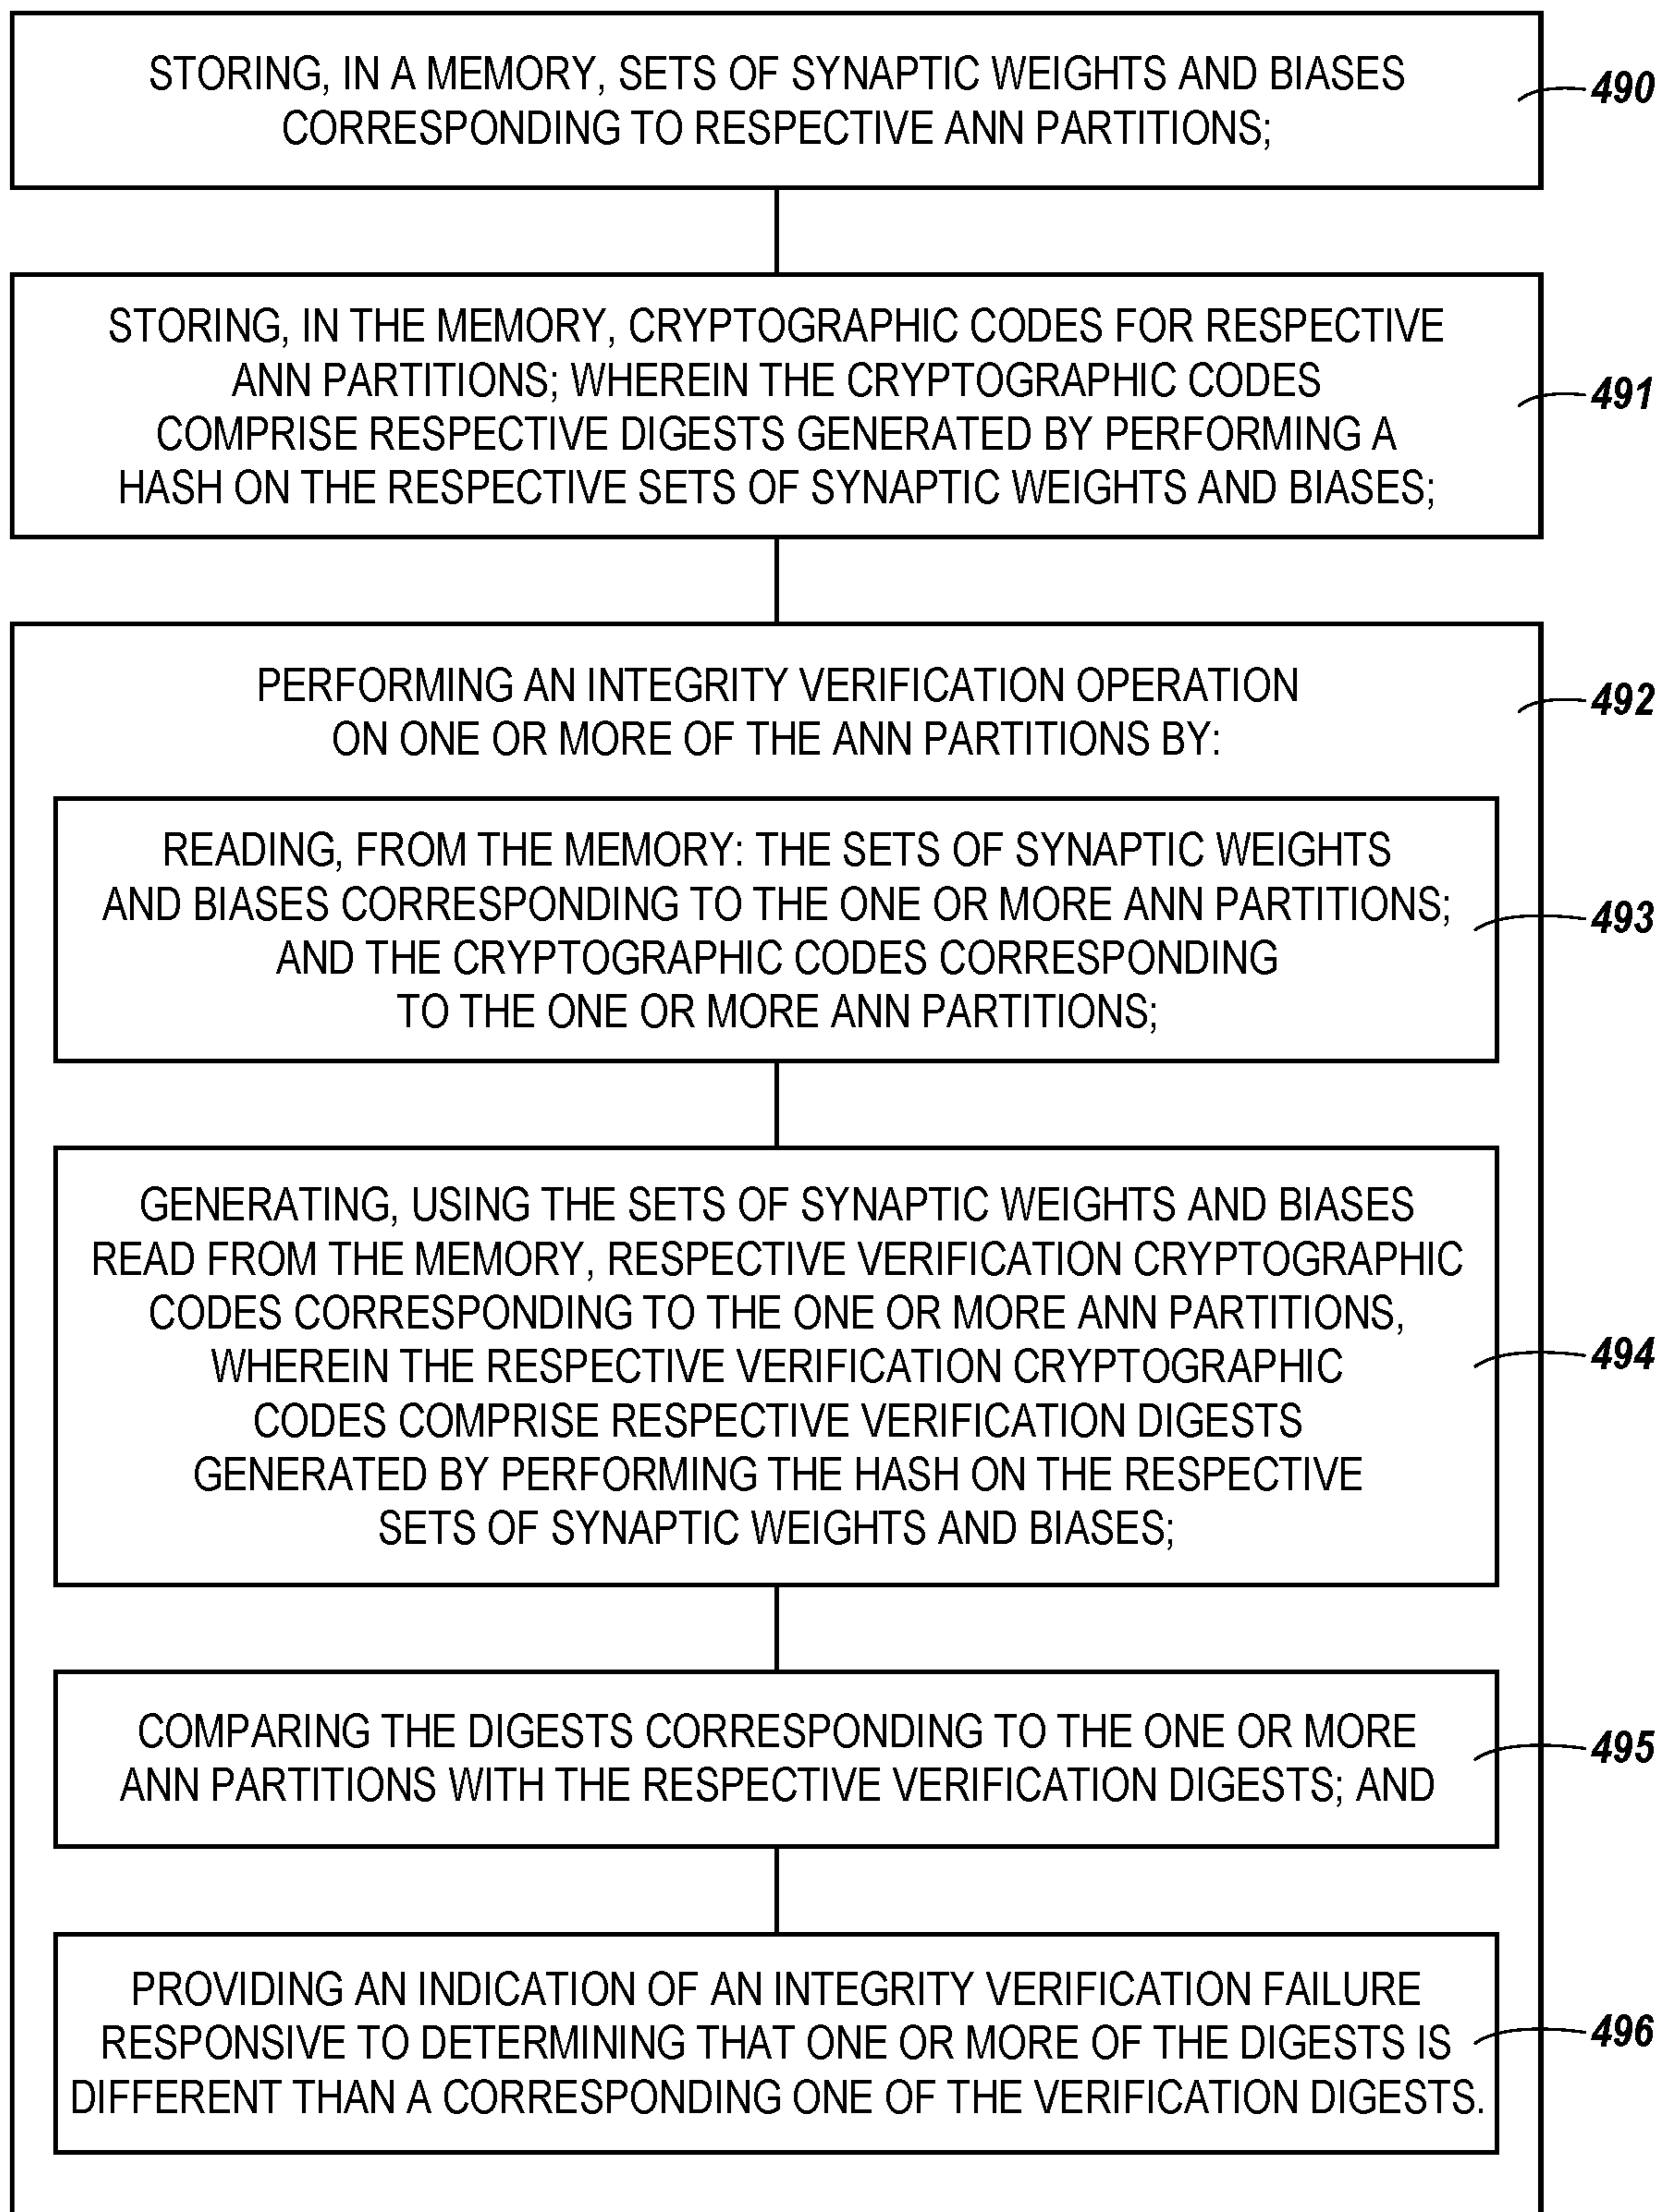 STORING, IN A MEMORY, SETS OF SYNAPTIC WEIGHTS AND BIASES
CORRESPONDING TO RESPECTIVE ANN PARTITIONS;
490
STORING, IN THE MEMORY, CRYPTOGRAPHIC CODES FOR RESPECTIVE
ANN PARTITIONS; WHEREIN THE CRYPTOGRAPHIC CODES
COMPRISE RESPECTIVE DIGESTS GENERATED BY PERFORMING A
HASH ON THE RESPECTIVE SETS OF SYNAPTIC WEIGHTS AND BIASES;
491
PERFORMING AN INTEGRITY VERIFICATION OPERATION
ON ONE OR MORE OF THE ANN PARTITIONS BY:
492
READING, FROM THE MEMORY: THE SETS OF SYNAPTIC WEIGHTS
AND BIASES CORRESPONDING TO THE ONE OR MORE ANN PARTITIONS;
AND THE CRYPTOGRAPHIC CODES CORRESPONDING
TO THE ONE OR MORE ANN PARTITIONS;
493
GENERATING, USING THE SETS OF SYNAPTIC WEIGHTS AND BIASES
READ FROM THE MEMORY, RESPECTIVE VERIFICATION CRYPTOGRAPHIC
CODES CORRESPONDING TO THE ONE OR MORE ANN PARTITIONS,
WHEREIN THE RESPECTIVE VERIFICATION CRYPTOGRAPHIC
CODES COMPRISE RESPECTIVE VERIFICATION DIGESTS
GENERATED BY PERFORMING THE HASH ON THE RESPECTIVE
SETS OF SYNAPTIC WEIGHTS AND BIASES;
494
COMPARING THE DIGESTS CORRESPONDING TO THE ONE OR MORE
ANN PARTITIONS WITH THE RESPECTIVE VERIFICATION DIGESTS; AND
495
PROVIDING AN INDICATION OF AN INTEGRITY VERIFICATION FAILURE
RESPONSIVE TO DETERMINING THAT ONE OR MORE OF THE DIGESTS IS
DIFFERENT THAN A CORRESPONDING ONE OF THE VERIFICATION DIGESTS.
496